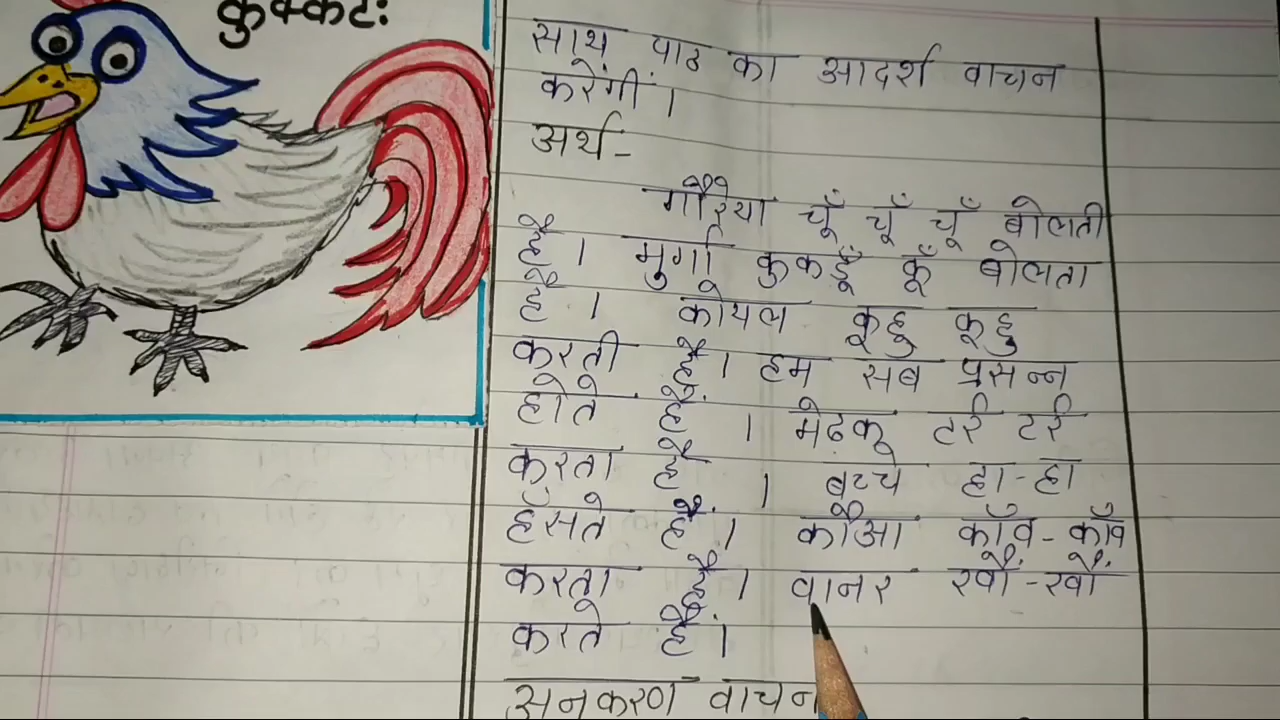 कुक्कटः
साथ पाठ का आदर्श वाचन
करेंगी।
अर्थ-
गौरैया चूँ चूँ चूँ बोलती
है। मुर्गा कुकड़ूँ कूँ बोलता
है। कोयल कूहु कूहु
करती है। हम सब प्रसन्न
होते हैं। मेढ़क टर्र टर्र
करता है। बच्चे हा-हा
हँसते हैं। कौआ काँव-काँव
करता है। वानर खौं-खौं
करते हैं।
अनुकरण वाचन